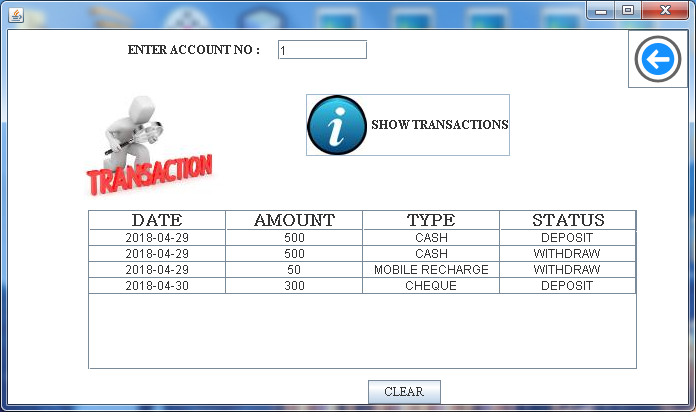 ENTER ACCOUNT NO :  1
SHOW TRANSACTIONS
TRANSACTION
DATE AMOUNT TYPE STATUS
2018-04-29 500 CASH DEPOSIT
2018-04-29 500 CASH WITHDRAW
2018-04-29 50 MOBILE RECHARGE WITHDRAW
2018-04-30 300 CHEQUE DEPOSIT
CLEAR